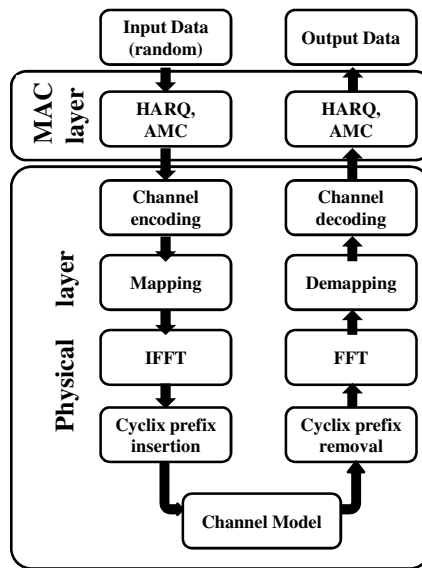 Input Data
(random)
Output Data
MAC
layer
HARQ,
AMC
HARQ,
AMC
Physical layer
Channel
encoding
Channel
decoding
Mapping
Demapping
IFFT
FFT
Cyclix prefix
insertion
Cyclix prefix
removal
Channel Model